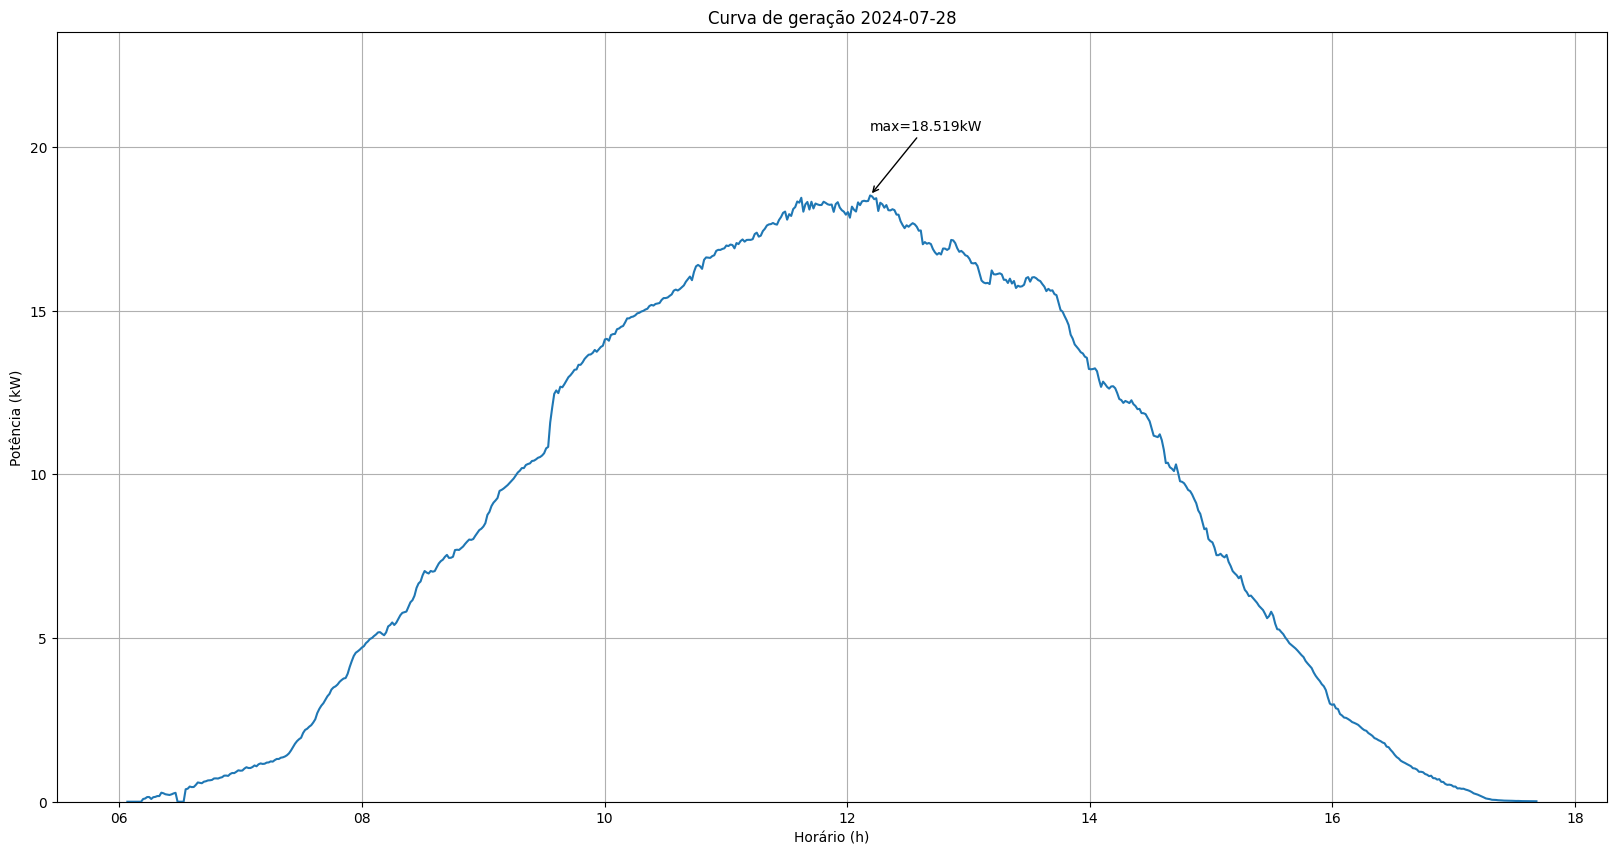 Curva de geração 2024-07-28
max=18.519kW
20
15
10
5
0
Potência (kW)
06 08 10 12 14 16 18
Horário (h)